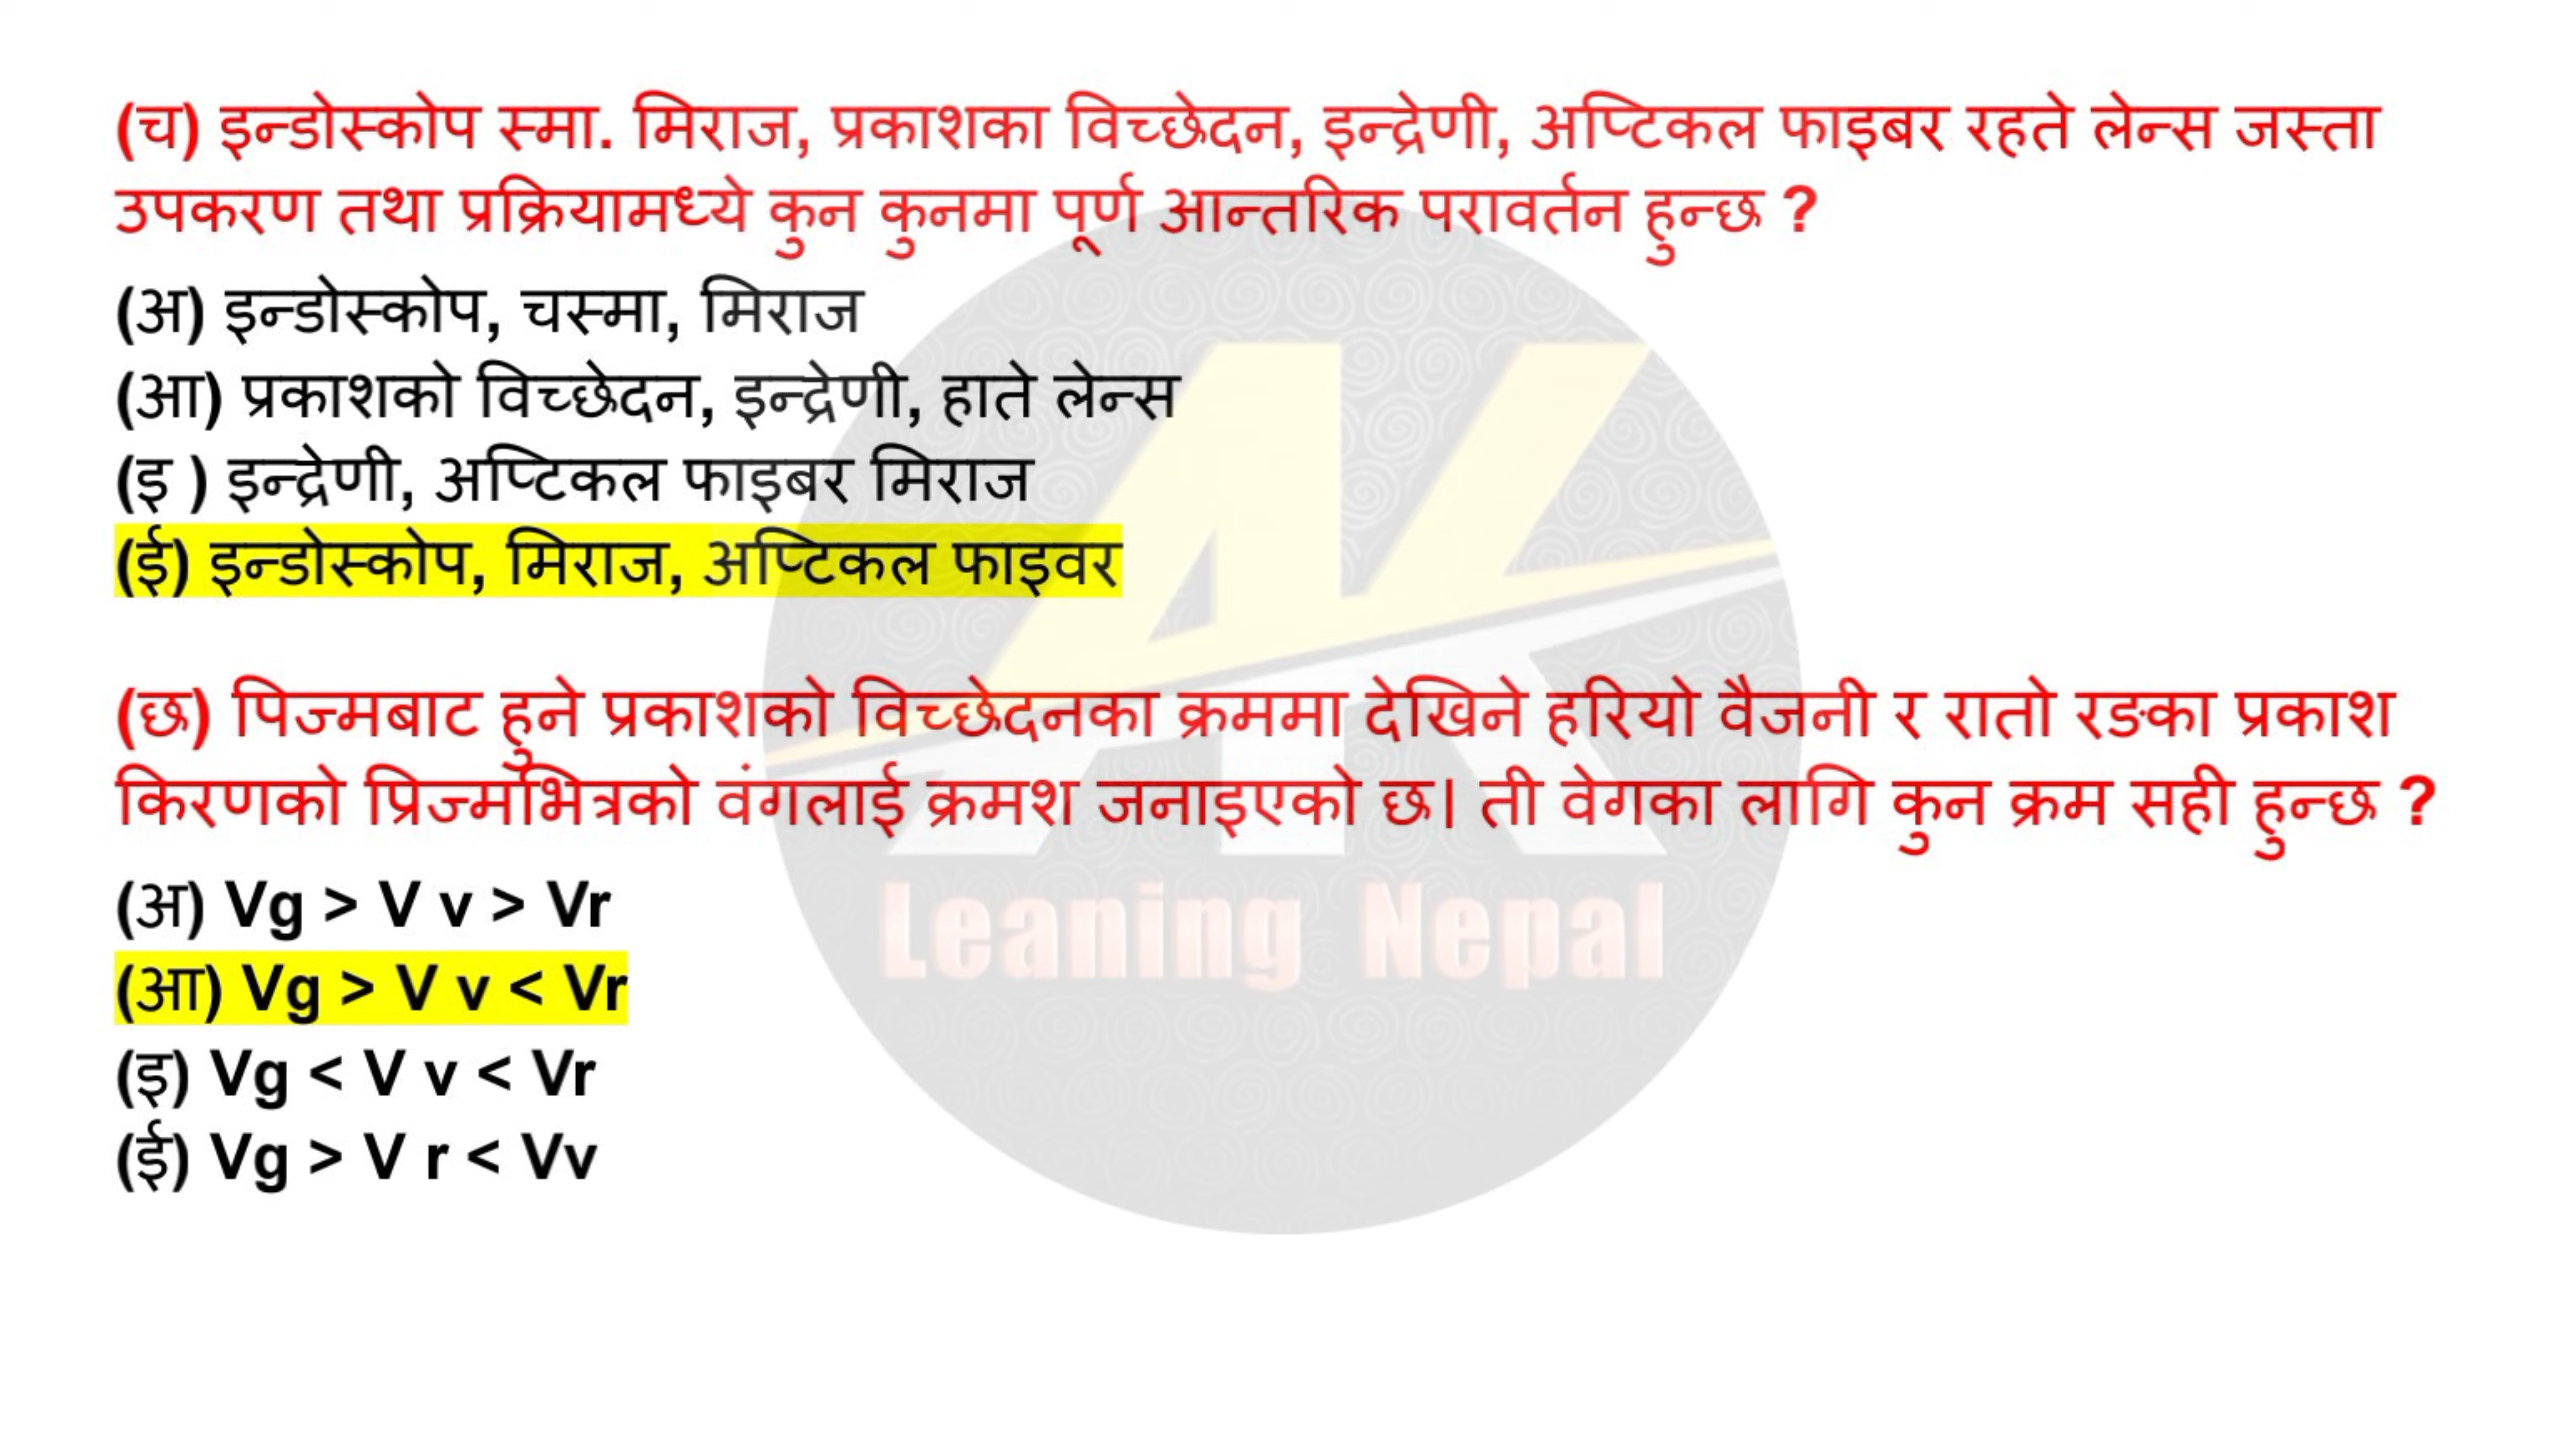 (च) इन्डोस्कोप स्मा. मिराज, प्रकाशका विच्छेदन, इन्द्रेणी, अप्टिकल फाइबर रहते लेन्स जस्ता
उपकरण तथा प्रक्रियामध्ये कुन कुनमा पूर्ण आन्तरिक परावर्तन हुन्छ ?
(अ) इन्डोस्कोप, चस्मा, मिराज
(आ) प्रकाशको विच्छेदन, इन्द्रेणी, हाते लेन्स
(इ ) इन्द्रेणी, अप्टिकल फाइबर मिराज
(ई) इन्डोस्कोप, मिराज, अप्टिकल फाइवर
(छ) पिज्मबाट हुने प्रकाशको विच्छेदनका क्रममा देखिने हरियो वैजनी र रातो रङका प्रकाश
किरणको प्रिज्मभित्रको वंगलाई क्रमश जनाइएको छ। ती वेगका लागि कुन क्रम सही हुन्छ ?
(अ) Vg > V v > Vr
(आ) Vg > V v < Vr
(इ) Vg < V v < Vr
(ई) Vg > V r < Vv
AK
Leaning Nepal